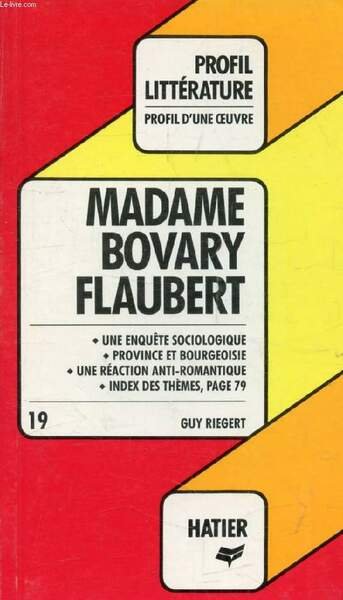 Le-livre.com
PROFIL
LITTÉRATURE
PROFIL D'UNE ŒUVRE
MADAME
BOVARY
FLAUBERT
◆ UNE ENQUÊTE SOCIOLOGIQUE
◆ PROVINCE ET BOURGEOISIE
◆ UNE RÉACTION ANTI-ROMANTIQUE
◆ INDEX DES THÈMES, PAGE 79
19
GUY RIEGERT
HATIER